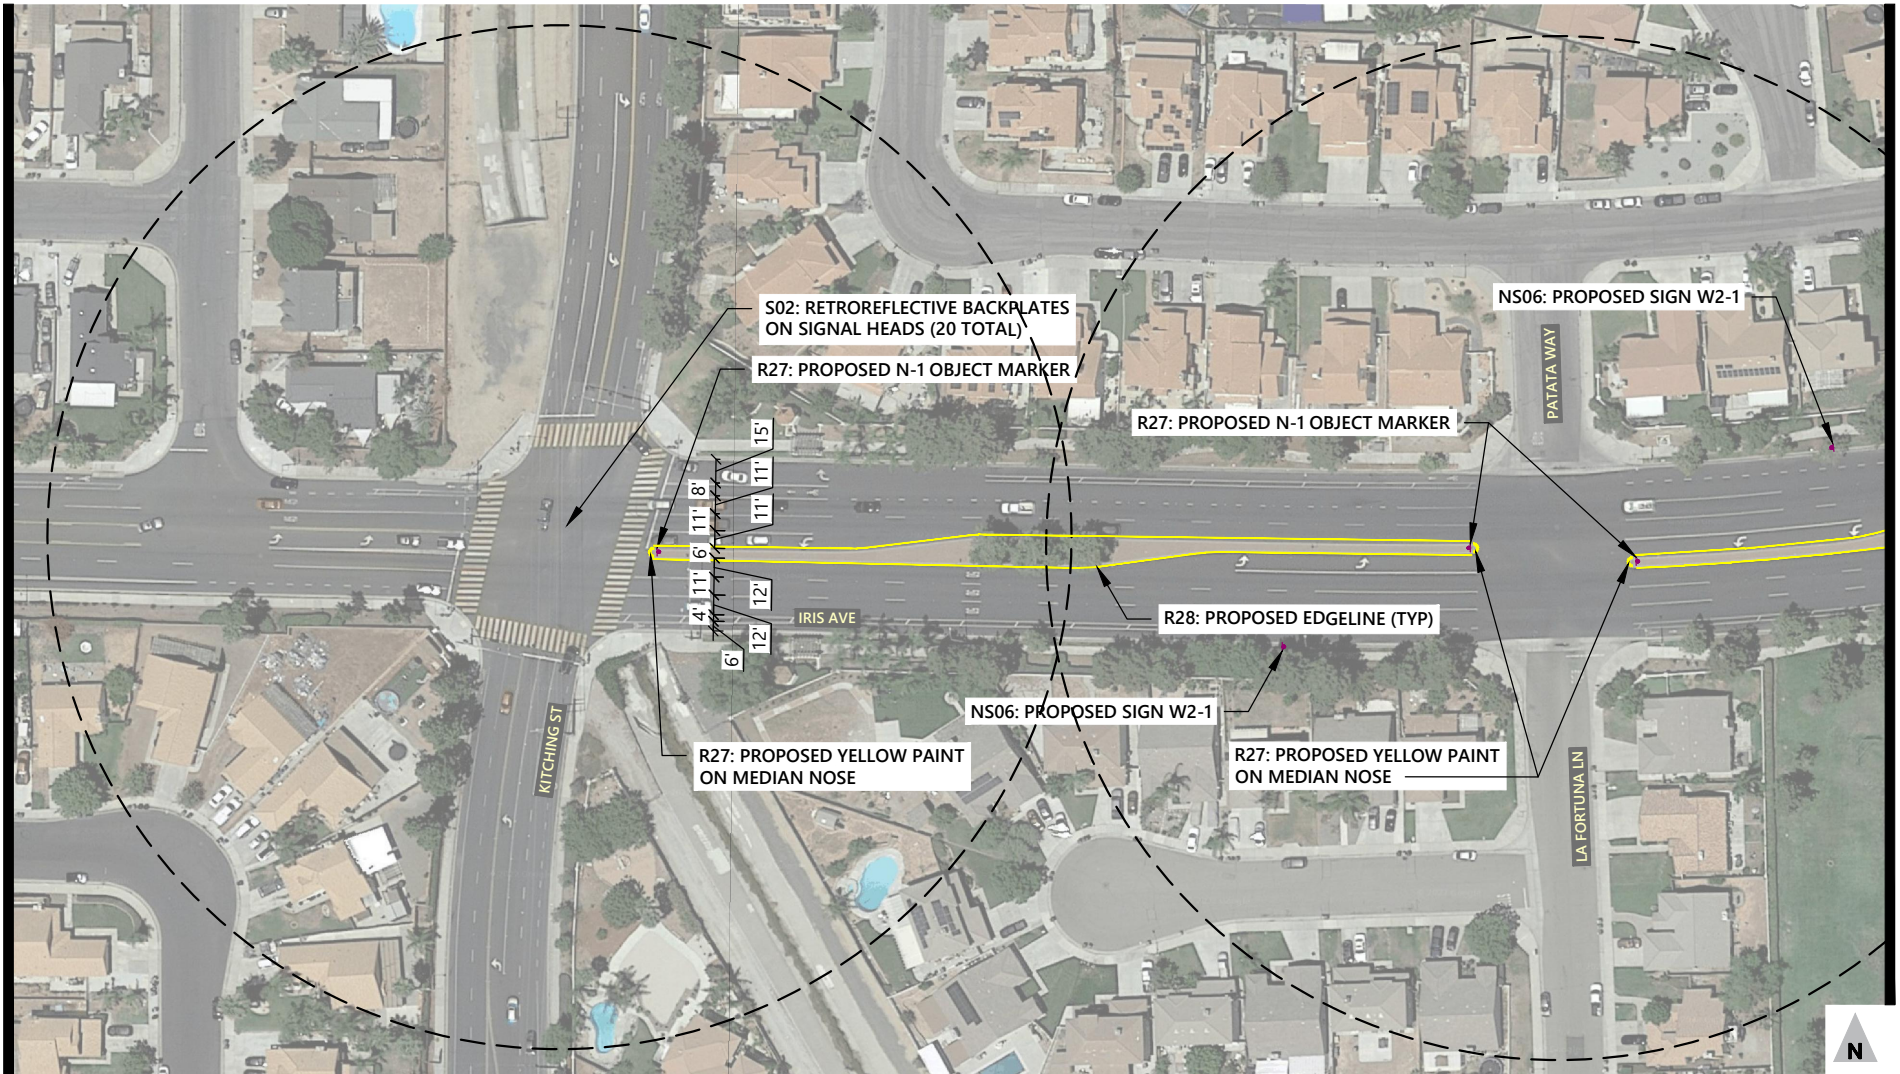 S02: RETROREFLECTIVE BACKPLATES
ON SIGNAL HEADS (20 TOTAL)
R27: PROPOSED N-1 OBJECT MARKER
NS06: PROPOSED SIGN W2-1
PATATA WAY
R27: PROPOSED N-1 OBJECT MARKER
15'
11'
8'
11'
11'
6'
11'
12'
4'
12'
6'
IRIS AVE
R28: PROPOSED EDGELINE (TYP)
NS06: PROPOSED SIGN W2-1
KITCHING ST
R27: PROPOSED YELLOW PAINT
ON MEDIAN NOSE
R27: PROPOSED YELLOW PAINT
ON MEDIAN NOSE
LA FORTUNA LN
N